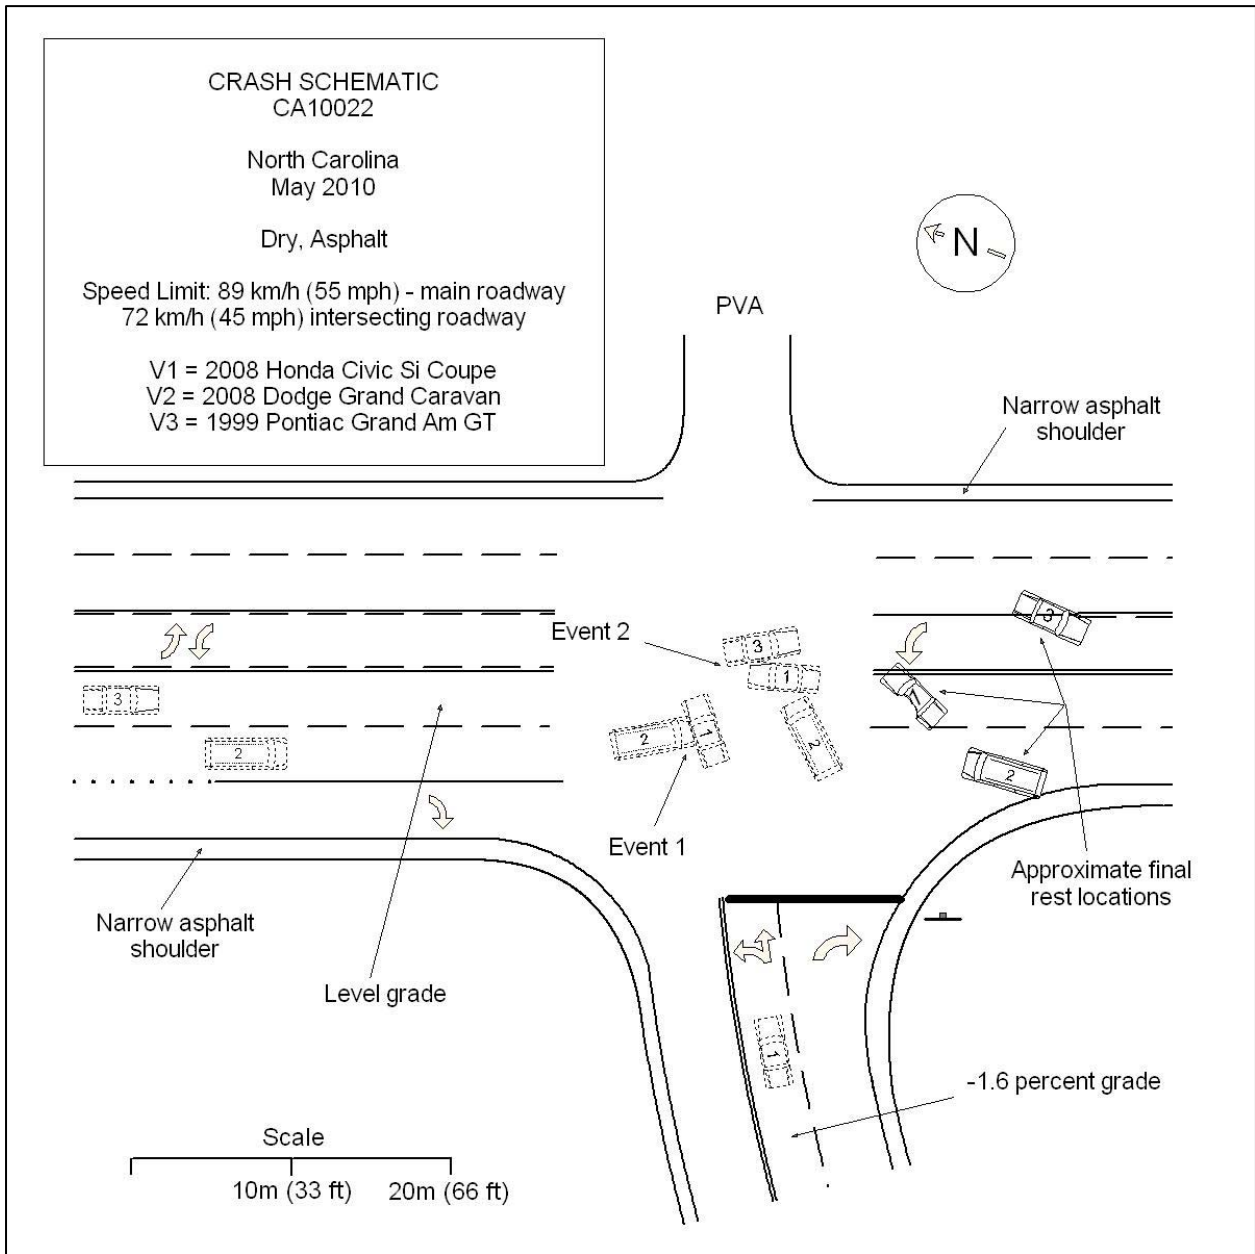 CRASH SCHEMATIC
CA10022
North Carolina
May 2010
Dry, Asphalt
Speed Limit: 89 km/h (55 mph) - main roadway
72 km/h (45 mph) intersecting roadway
V1 = 2008 Honda Civic Si Coupe
V2 = 2008 Dodge Grand Caravan
V3 = 1999 Pontiac Grand Am GT
N
PVA
Narrow asphalt
shoulder
Event 2
3
3
1
1
3
2
1
2
2
2
Event 1
Approximate final
rest locations
Narrow asphalt
shoulder
Level grade
1
-1.6 percent grade
Scale
10m (33 ft)
20m (66 ft)